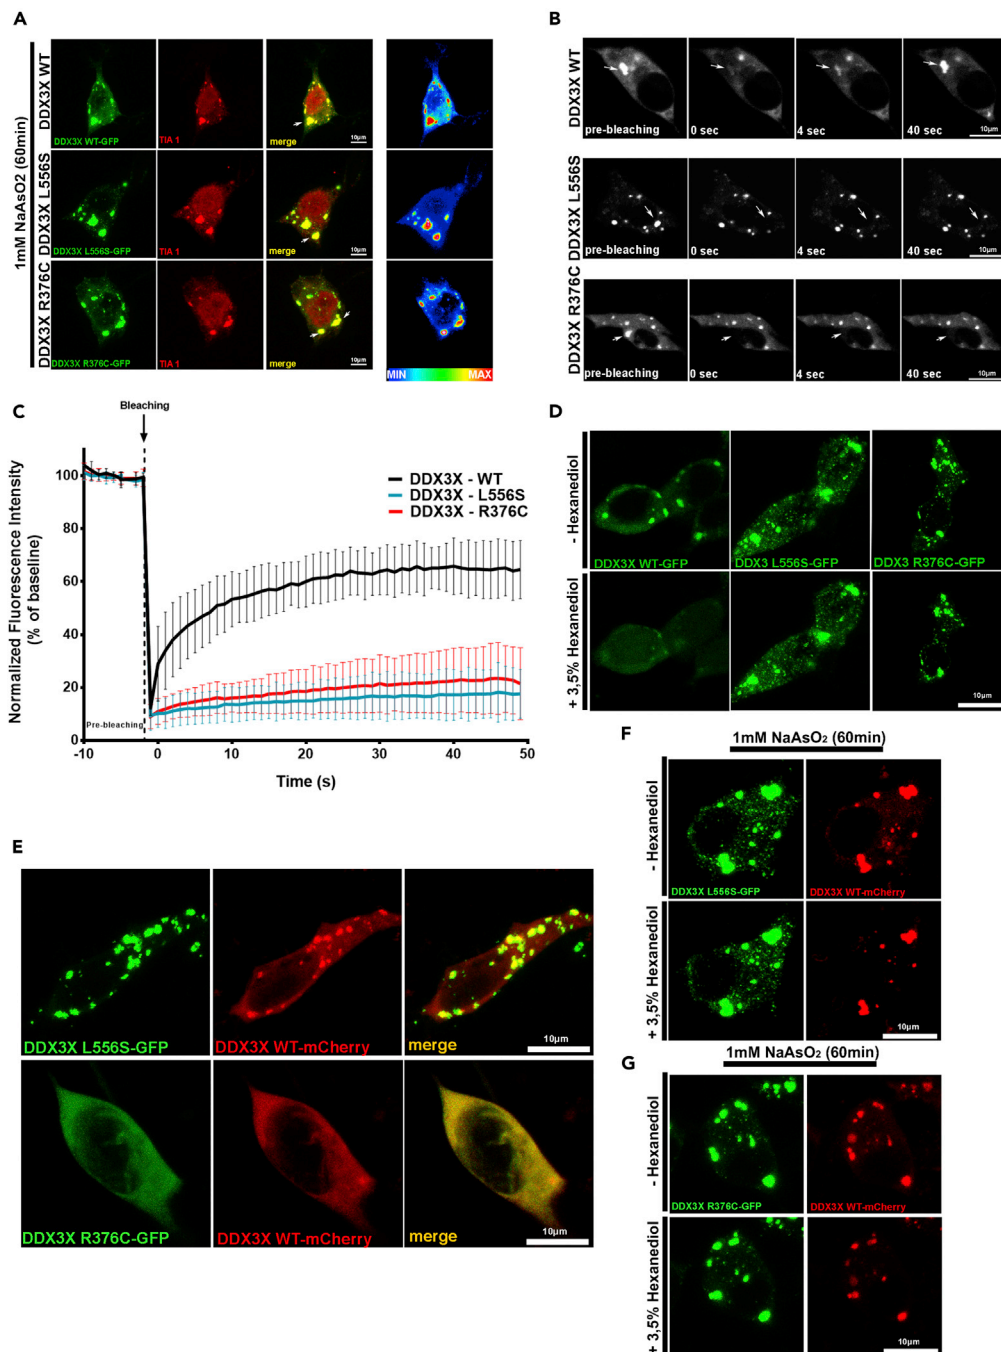 A
1mM NaAsO2 (60min)
DDX3X WT
DDX3X WT-GFP
TIA 1
merge
10µm
DDX3X L556S
DDX3X L556S-GFP
TIA 1
merge
10µm
DDX3X R376C
DDX3X R376C-GFP
TIA 1
merge
10µm
MIN
MAX
B
DDX3X WT
pre-bleaching
0 sec
4 sec
40 sec
10µm
DDX3X L556S
pre-bleaching
0 sec
4 sec
40 sec
10µm
DDX3X R376C
pre-bleaching
0 sec
4 sec
40 sec
10µm
C
Bleaching
Normalized Fluorescence Intensity
(% of baseline)
100
80
60
40
20
0
DDX3X - WT
DDX3X - L556S
DDX3X - R376C
Pre-bleaching
-10
0
10
20
30
40
50
Time (s)
D
- Hexanediol
DDX3X WT-GFP
DDX3 L556S-GFP
DDX3 R376C-GFP
+ 3,5% Hexanediol
10µm
E
DDX3X L556S-GFP
DDX3X WT-mCherry
merge
10µm
DDX3X R376C-GFP
DDX3X WT-mCherry
merge
10µm
F
1mM NaAsO2 (60min)
- Hexanediol
DDX3X L556S-GFP
DDX3X WT-mCherry
+ 3,5% Hexanediol
10µm
G
1mM NaAsO2 (60min)
- Hexanediol
DDX3X R376C-GFP
DDX3X WT-mCherry
+ 3,5% Hexanediol
10µm